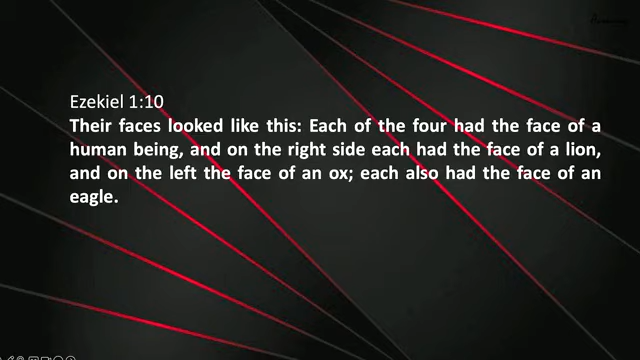 Ezekiel 1:10
Their faces looked like this: Each of the four had the face of a
human being, and on the right side each had the face of a lion,
and on the left the face of an ox; each also had the face of an
eagle.